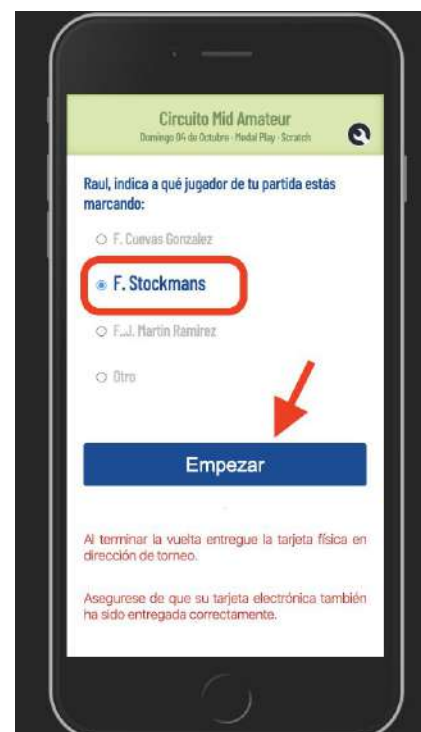 Circuito Mid Amateur
Domingo 04 de Octubre - Medal Play - Scratch
Raul, indica a qué jugador de tu partida estás
marcando:
F. Cuevas Gonzalez
F. Stockmans
F.J. Martin Ramirez
Otro
Empezar
Al terminar la vuelta entregue la tarjeta física en
dirección de torneo.
Asegurese de que su tarjeta electrónica también
ha sido entregada correctamente.